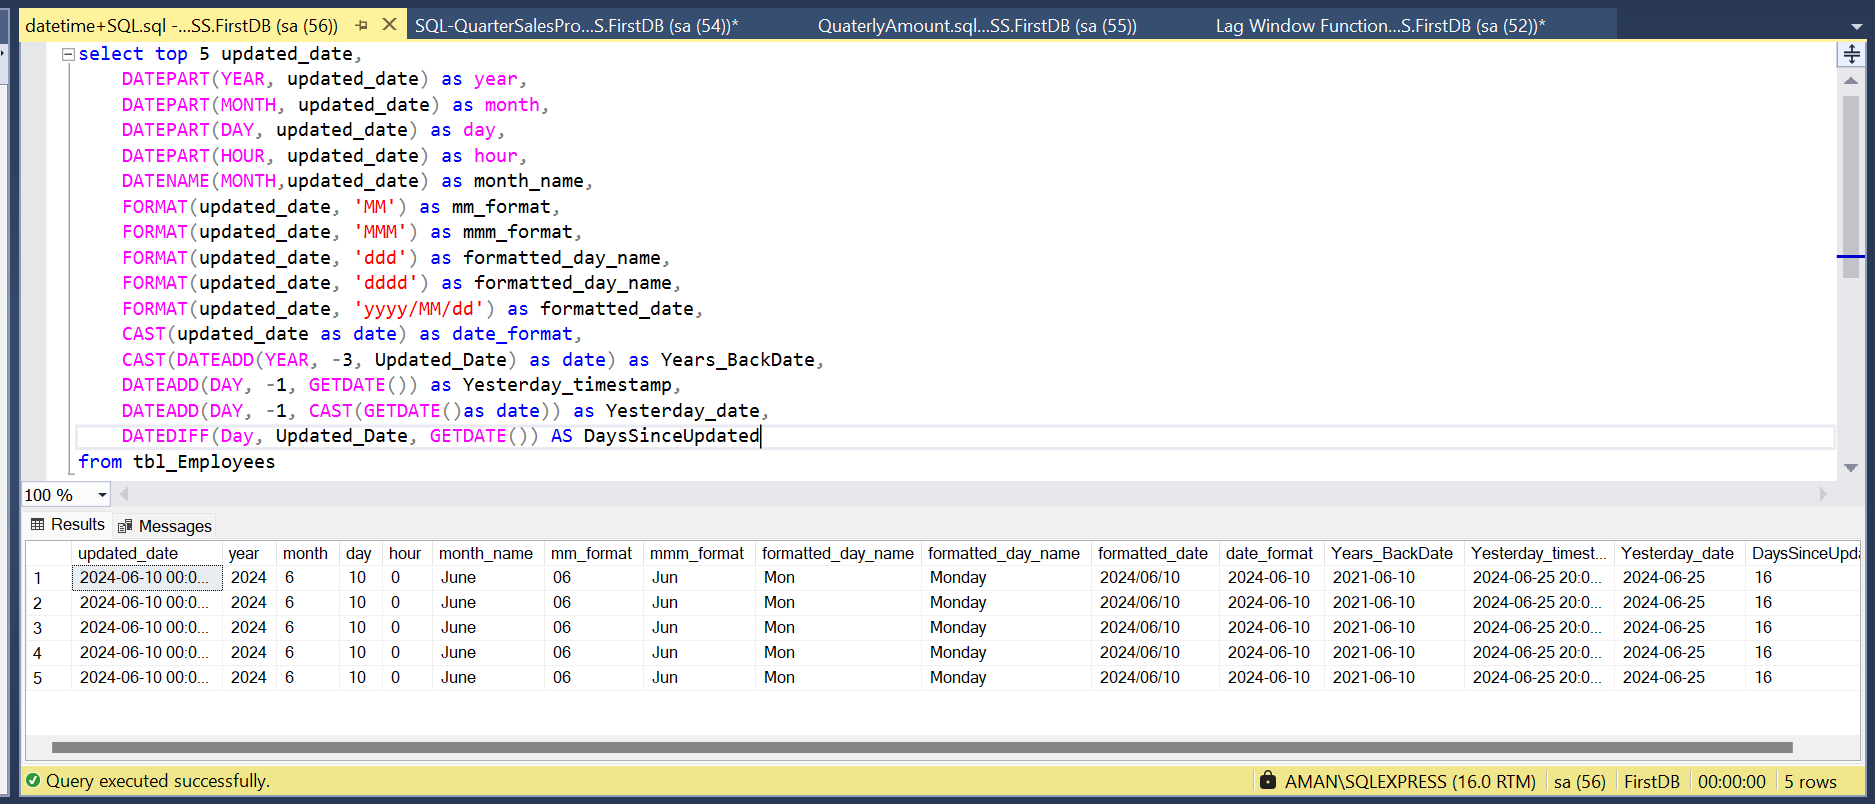 datetime+SQL.sql -...SS.FirstDB (sa (56)) SQL-QuarterSalesPro...S.FirstDB (sa (54))* QuaterlyAmount.sql...SS.FirstDB (sa (55)) Lag Window Function...S.FirstDB (sa (52))*
select top 5 updated_date,
DATEPART(YEAR, updated_date) as year,
DATEPART(MONTH, updated_date) as month,
DATEPART(DAY, updated_date) as day,
DATEPART(HOUR, updated_date) as hour,
DATENAME(MONTH,updated_date) as month_name,
FORMAT(updated_date, 'MM') as mm_format,
FORMAT(updated_date, 'MMM') as mmm_format,
FORMAT(updated_date, 'ddd') as formatted_day_name,
FORMAT(updated_date, 'dddd') as formatted_day_name,
FORMAT(updated_date, 'yyyy/MM/dd') as formatted_date,
CAST(updated_date as date) as date_format,
CAST(DATEADD(YEAR, -3, Updated_Date) as date) as Years_BackDate,
DATEADD(DAY, -1, GETDATE()) as Yesterday_timestamp,
DATEADD(DAY, -1, CAST(GETDATE()as date)) as Yesterday_date,
DATEDIFF(Day, Updated_Date, GETDATE()) AS DaysSinceUpdated
from tbl_Employees
100 %
Results Messages
updated_date year month day hour month_name mm_format mmm_format formatted_day_name formatted_day_name formatted_date date_format Years_BackDate Yesterday_timest... Yesterday_date DaysSinceUpda
1 2024-06-10 00:0... 2024 6 10 0 June 06 Jun Mon Monday 2024/06/10 2024-06-10 2021-06-10 2024-06-25 20:0... 2024-06-25 16
2 2024-06-10 00:0... 2024 6 10 0 June 06 Jun Mon Monday 2024/06/10 2024-06-10 2021-06-10 2024-06-25 20:0... 2024-06-25 16
3 2024-06-10 00:0... 2024 6 10 0 June 06 Jun Mon Monday 2024/06/10 2024-06-10 2021-06-10 2024-06-25 20:0... 2024-06-25 16
4 2024-06-10 00:0... 2024 6 10 0 June 06 Jun Mon Monday 2024/06/10 2024-06-10 2021-06-10 2024-06-25 20:0... 2024-06-25 16
5 2024-06-10 00:0... 2024 6 10 0 June 06 Jun Mon Monday 2024/06/10 2024-06-10 2021-06-10 2024-06-25 20:0... 2024-06-25 16
Query executed successfully. AMAN\SQLEXPRESS (16.0 RTM) sa (56) FirstDB 00:00:00 5 rows